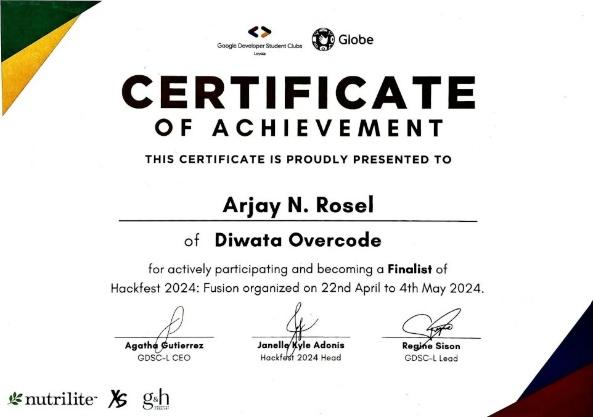 Google Developer Student Clubs
Loyola
Globe
CERTIFICATE
OF ACHIEVEMENT
THIS CERTIFICATE IS PROUDLY PRESENTED TO
Arjay N. Rosel
of Diwata Overcode
for actively participating and becoming a Finalist of
Hackfest 2024: Fusion organized on 22nd April to 4th May 2024.
Agatha Gutierrez Janelle Kyle Adonis Regine Sison
GDSC-L CEO Hackfest 2024 Head GDSC-L Lead
nutrilite XS g&h